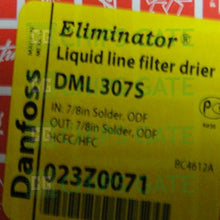 Eliminator®
Liquid line filter drier
DML 307S
IN: 7/8in Solder, ODF
OUT: 7/8in Solder, ODF
HCFC/HFC
RC4612A
023Z0071
Danfoss